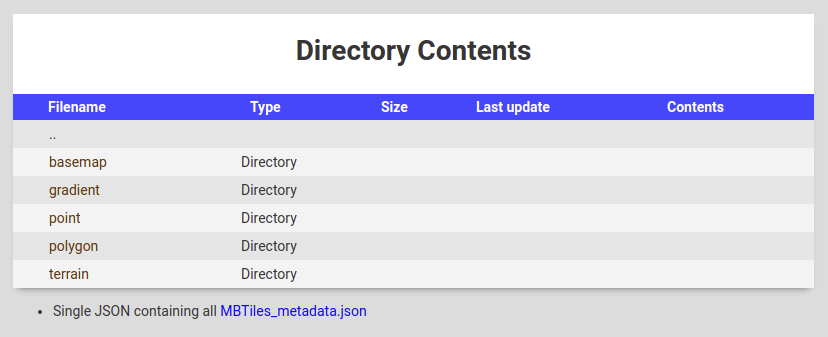 Directory Contents
Filename Type Size Last update Contents
..
basemap Directory
gradient Directory
point Directory
polygon Directory
terrain Directory
• Single JSON containing all MBTiles_metadata.json